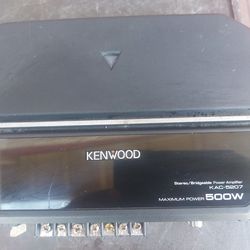 KENWOOD
Stereo/Bridgeable Power Amplifier
KAC-5207
MAXIMUM POWER 500W